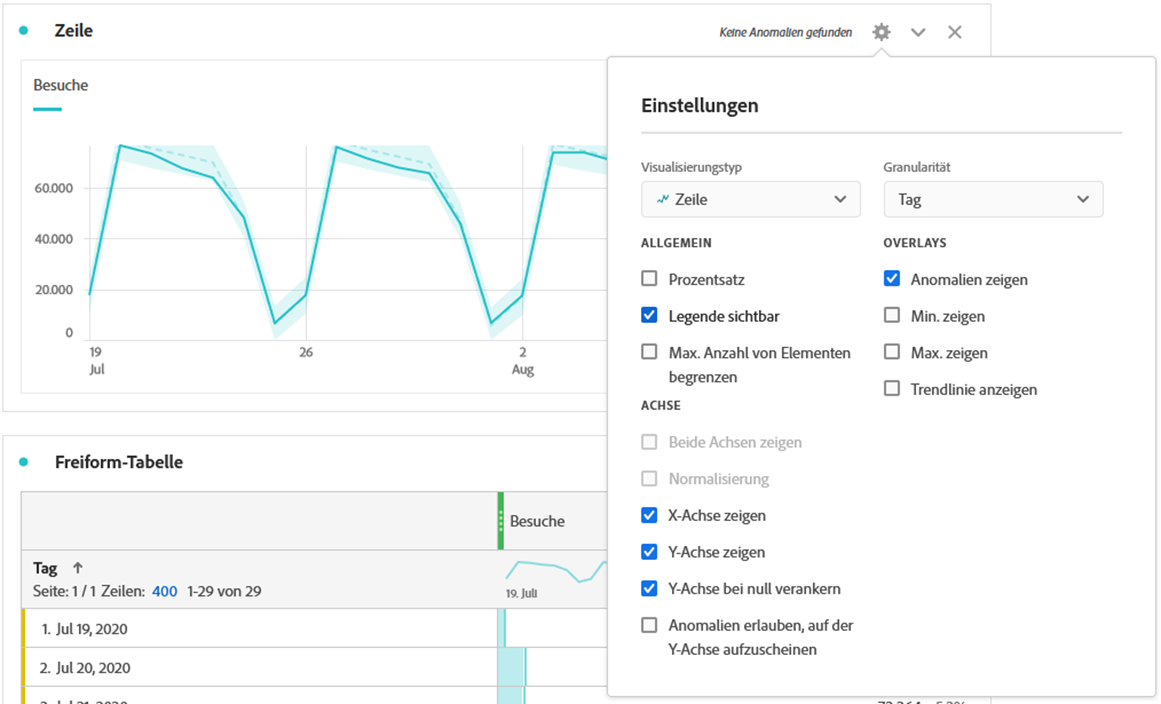 Zeile
Keine Anomalien gefunden
Besuche
60.000
40.000
20.000
0
19
Jul
26
2
Aug
Einstellungen
Visualisierungstyp
Granularität
Zeile
Tag
ALLGEMEIN
OVERLAYS
Prozentsatz
Anomalien zeigen
Legende sichtbar
Min. zeigen
Max. Anzahl von Elementen
begrenzen
Max. zeigen
Trendlinie anzeigen
ACHSE
Beide Achsen zeigen
Normalisierung
X-Achse zeigen
Y-Achse zeigen
Y-Achse bei null verankern
Anomalien erlauben, auf der
Y-Achse aufzuscheinen
Freiform-Tabelle
Besuche
Tag ↑
Seite: 1 / 1 Zeilen: 400 1-29 von 29
19. Juli
1. Jul 19, 2020
2. Jul 20, 2020